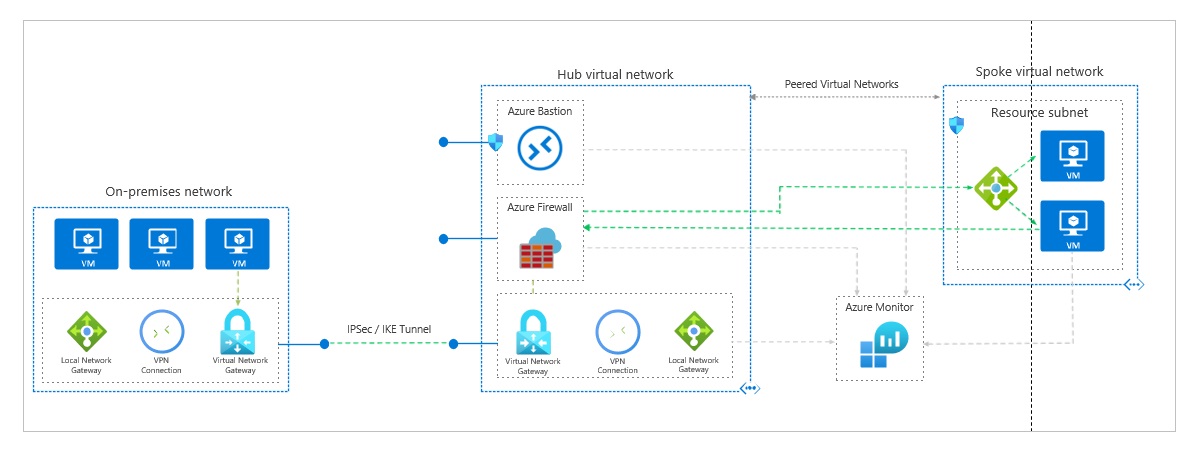 Hub virtual network
Spoke virtual network
Peered Virtual Networks
Azure Bastion
Resource subnet
VM
VM
Azure Firewall
On-premises network
VM
VM
VM
Local Network
Gateway
VPN
Connection
Virtual Network
Gateway
IPSec / IKE Tunnel
Virtual Network
Gateway
VPN
Connection
Local Network
Gateway
Azure Monitor